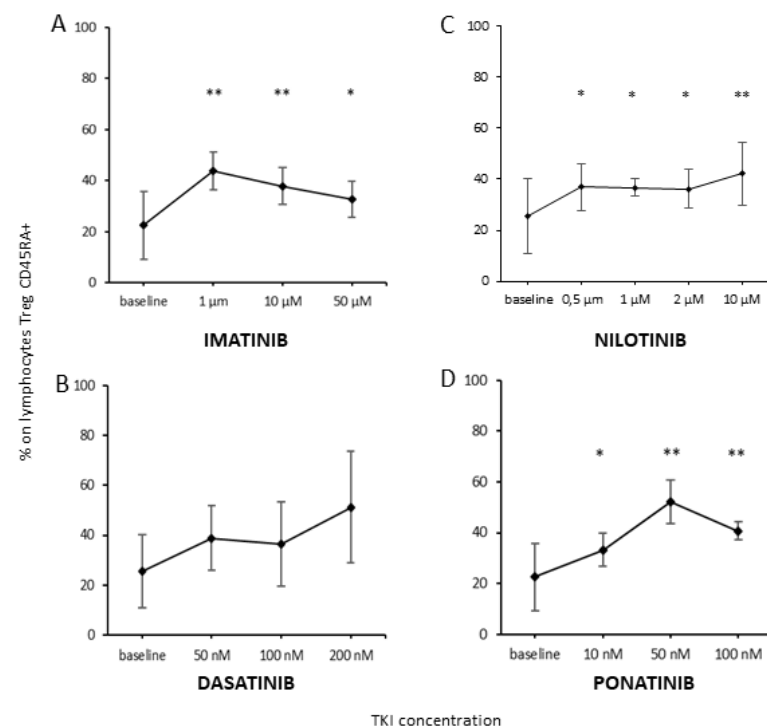 A
100
80
60
40
20
0
** ** *
baseline 1 µm 10 µM 50 µM
IMATINIB
C
100
80
60
40
20
0
* * * **
baseline 0,5 µm 1 µM 2 µM 10 µM
NILOTINIB
% on lymphocytes Treg CD45RA+
B
100
80
60
40
20
0
baseline 50 nM 100 nM 200 nM
DASATINIB
D
100
80
60
40
20
0
* ** **
baseline 10 nM 50 nM 100 nM
PONATINIB
TKI concentration